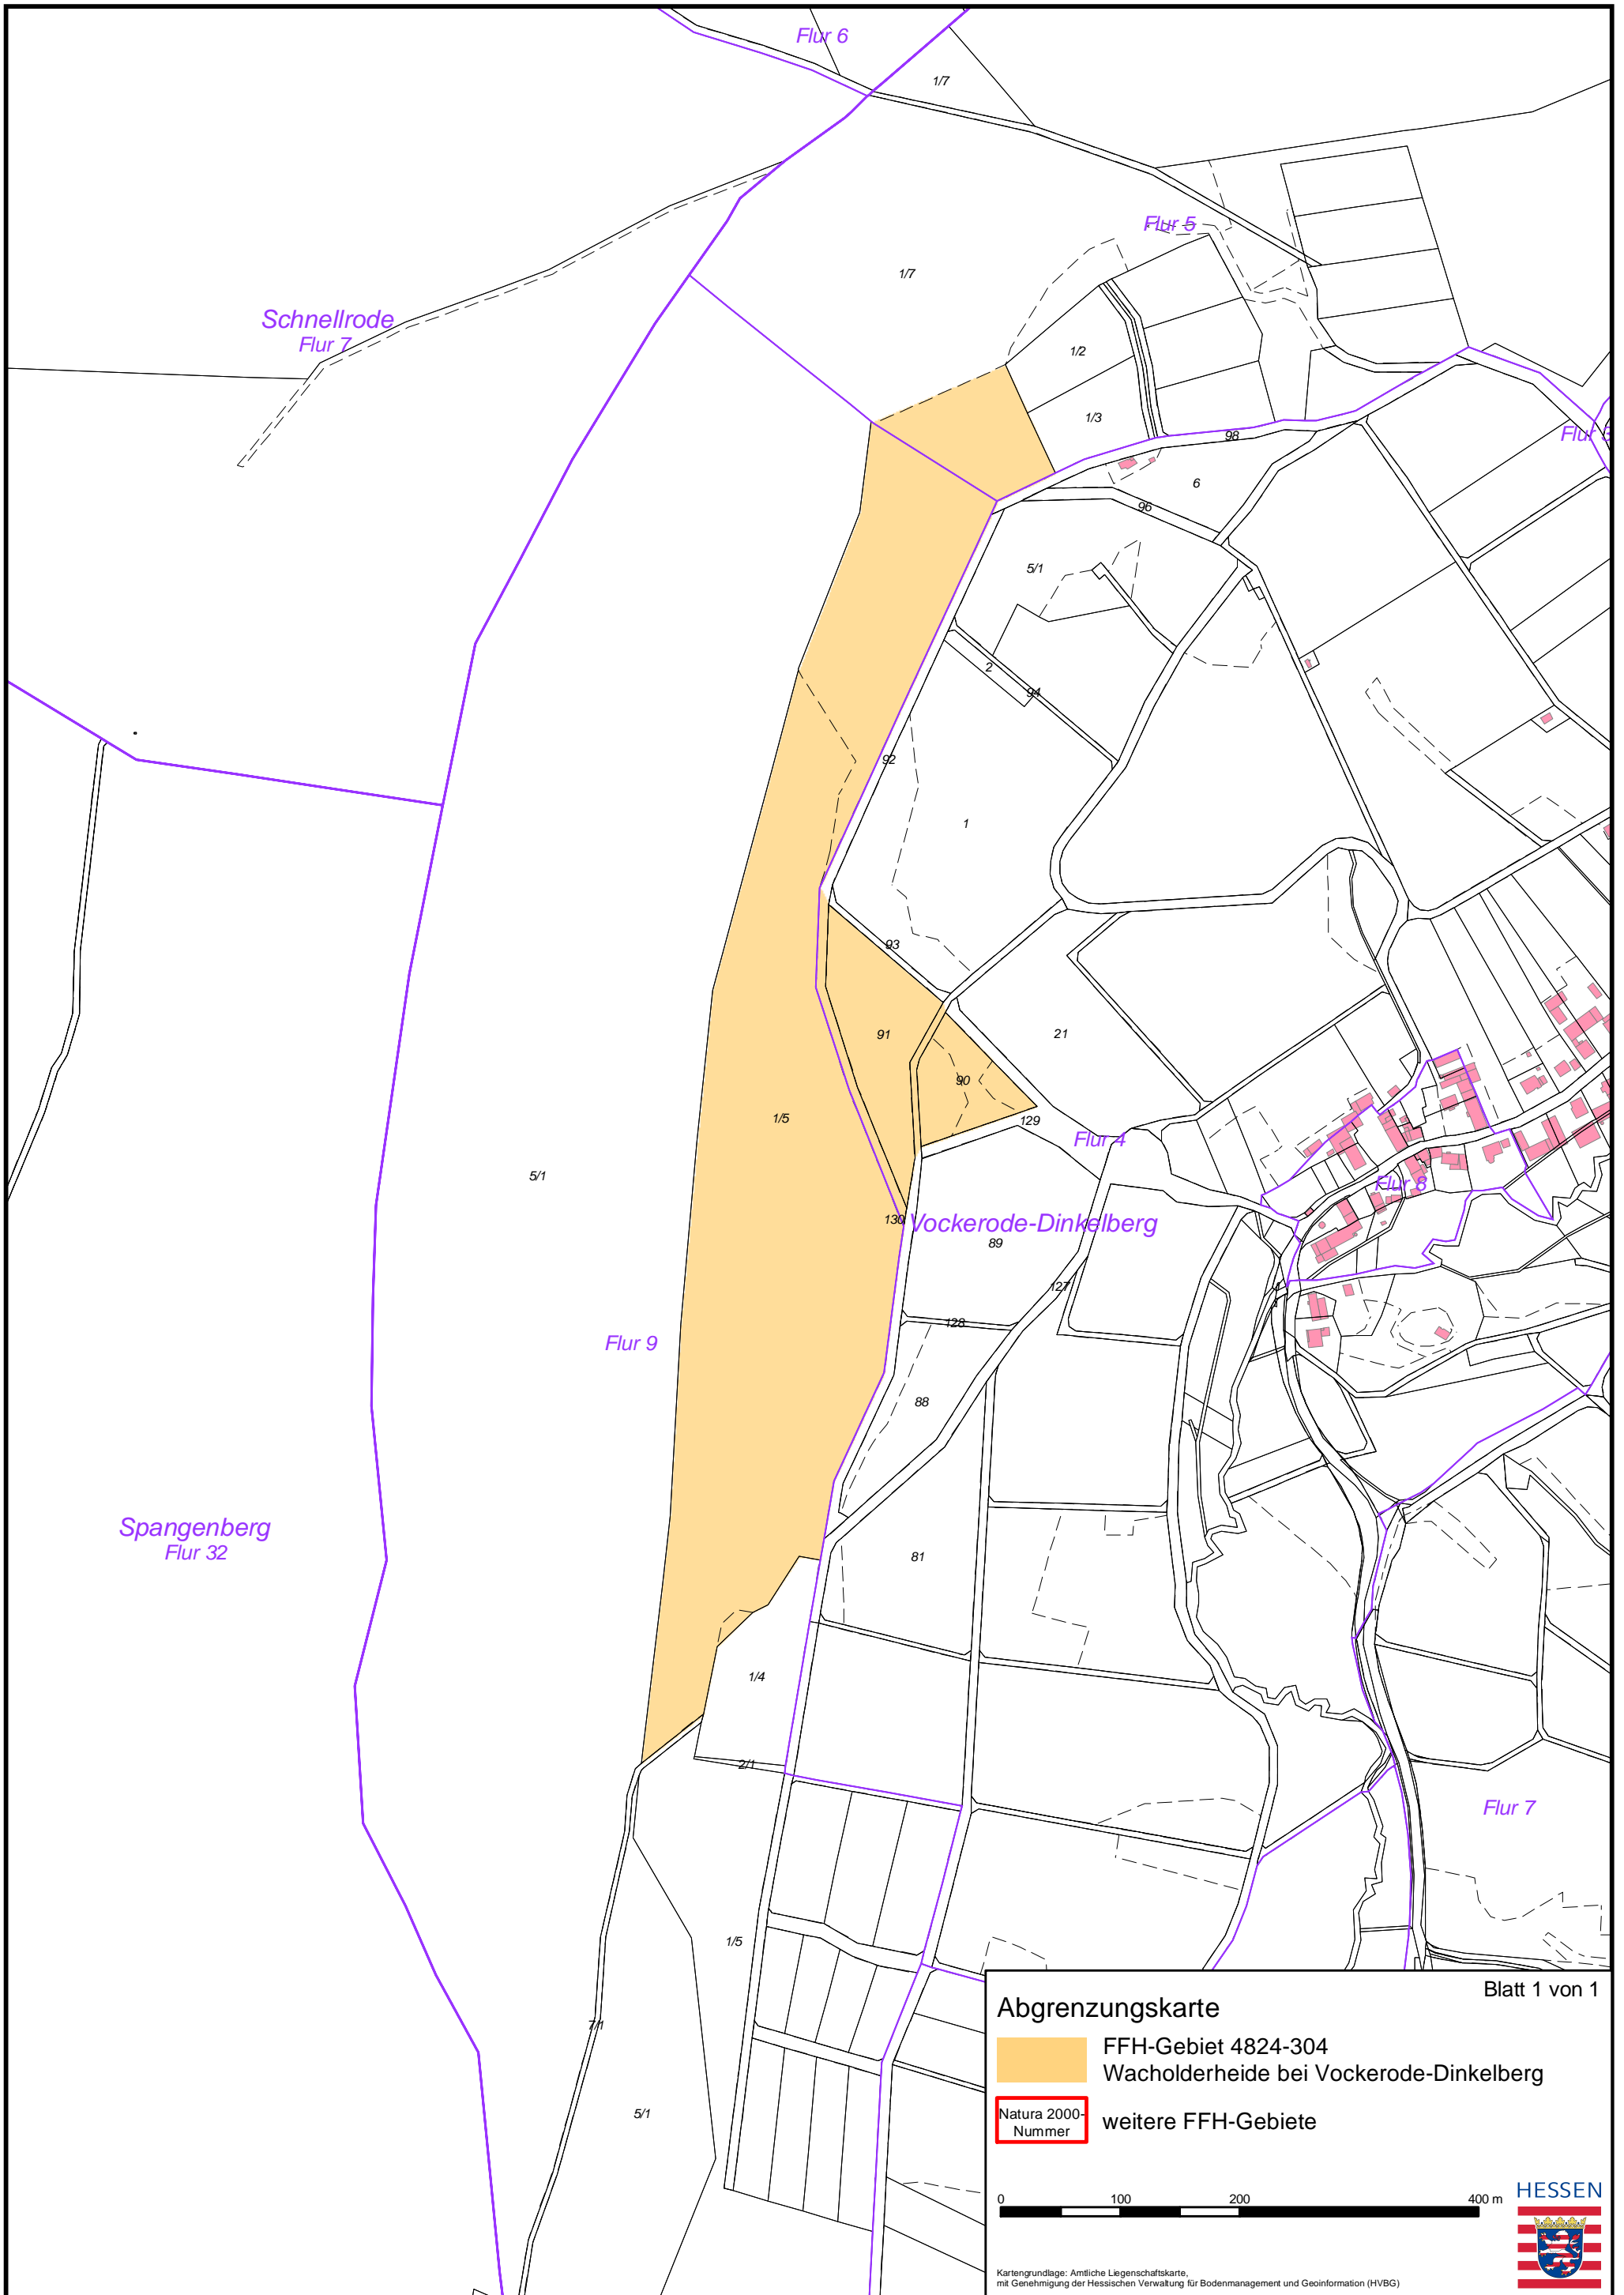 Flur 6
1/7
Flur 5
1/7
Schnellrode
Flur 7
1/2
1/3
98
Flur 3
6
96
5/1
2
94
92
1
93
91
21
90
1/5
129
Flur 4
5/1
Flur 8
130
Vockerode-Dinkelberg
89
127
128
Flur 9
88
Spangenberg
Flur 32
81
1/4
2/1
Flur 7
1/5
7/1
5/1
Blatt 1 von 1
Abgrenzungskarte
FFH-Gebiet 4824-304
Wacholderheide bei Vockerode-Dinkelberg
Natura 2000-
Nummer
weitere FFH-Gebiete
0 100 200 400 m
HESSEN
Kartengrundlage: Amtliche Liegenschaftskarte,
mit Genehmigung der Hessischen Verwaltung für Bodenmanagement und Geoinformation (HVBG)